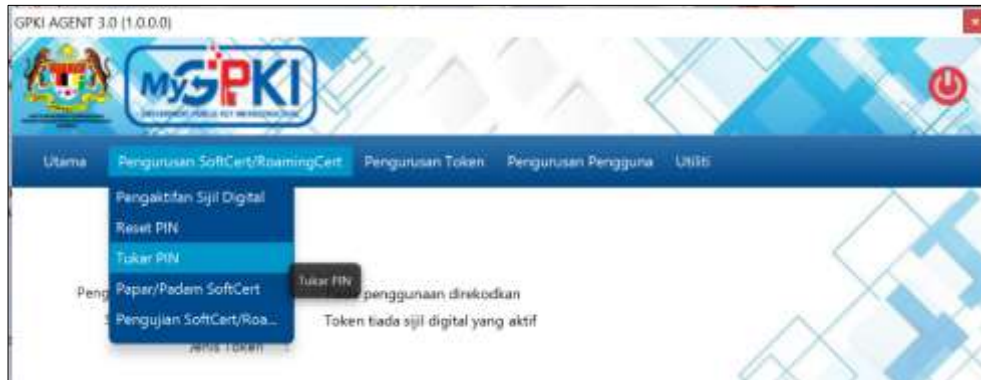 GPKI AGENT 3.0 (1.0.0.0)
MyGPKI
Utama Pengurusan SoftCert/RoamingCert Pengurusan Token Pengurusan Pengguna Utiliti
Pengaktifan Sijil Digital
Reset PIN
Tukar PIN
Tukar PIN
Papar/Padam SoftCert
Peng penggunaan direkodkan
Pengujian SoftCert/Roa...
Token tiada sijil digital yang aktif
Jenis Token :